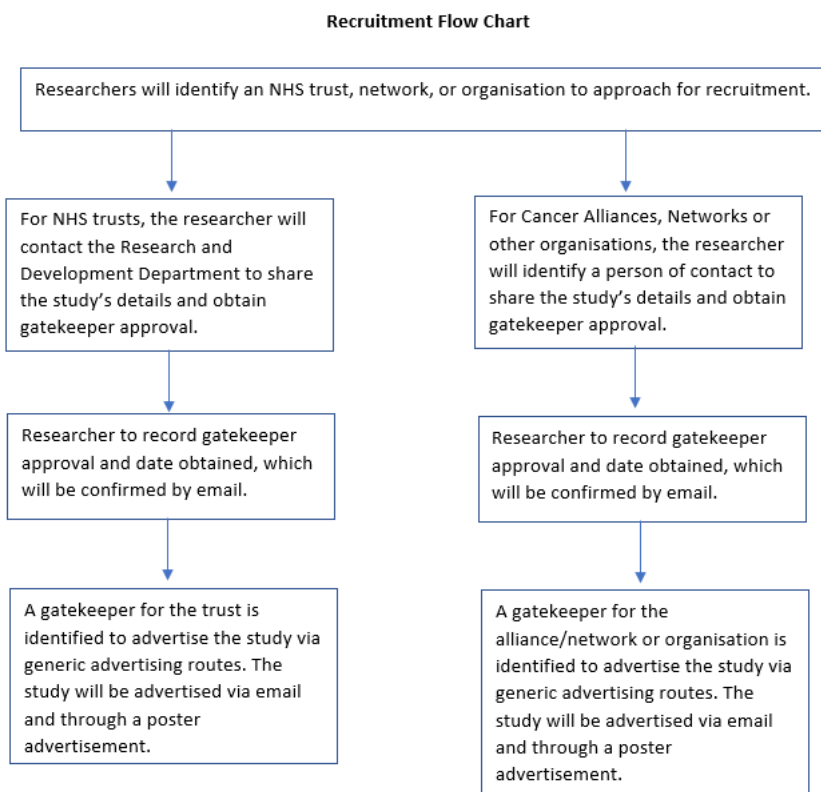 Recruitment Flow Chart
Researchers will identify an NHS trust, network, or organisation to approach for recruitment.
For NHS trusts, the researcher will
contact the Research and
Development Department to share
the study’s details and obtain
gatekeeper approval.
For Cancer Alliances, Networks or
other organisations, the researcher
will identify a person of contact to
share the study’s details and obtain
gatekeeper approval.
Researcher to record gatekeeper
approval and date obtained, which
will be confirmed by email.
Researcher to record gatekeeper
approval and date obtained, which
will be confirmed by email.
A gatekeeper for the trust is
identified to advertise the study via
generic advertising routes. The
study will be advertised via email
and through a poster
advertisement.
A gatekeeper for the
alliance/network or organisation is
identified to advertise the study via
generic advertising routes. The
study will be advertised via email
and through a poster
advertisement.